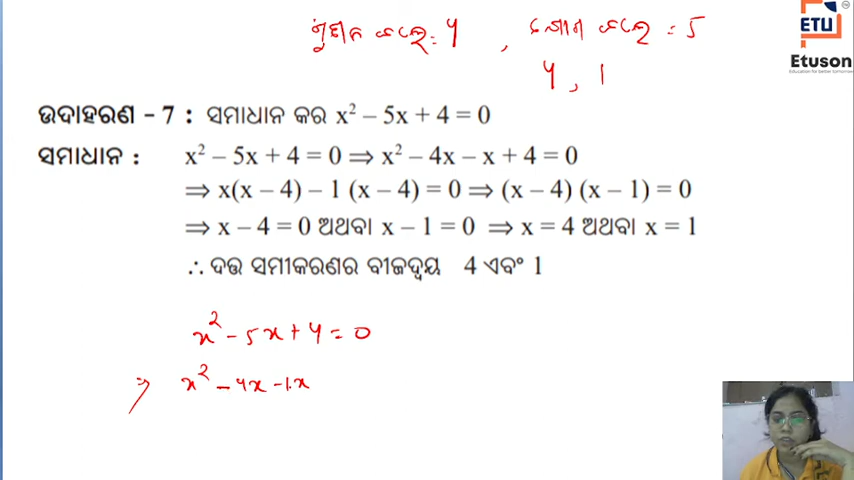 ଗୁଣନ କଲେ = 4 , ଯୋଗ କଲେ = 5
4 , 1
ETU
Etuson
Education for better tomorrow
ଉଦାହରଣ – 7 : ସମାଧାନ କର x² – 5x + 4 = 0
ସମାଧାନ : x² – 5x + 4 = 0 ⇒ x² – 4x – x + 4 = 0
⇒ x(x – 4) – 1 (x – 4) = 0 ⇒ (x – 4) (x – 1) = 0
⇒ x – 4 = 0 ଅଥବା x – 1 = 0 ⇒ x = 4 ଅଥବା x = 1
∴ ଦତ୍ତ ସମୀକରଣର ବୀଜଦ୍ୱୟ 4 ଏବଂ 1
x² – 5x + 4 = 0
⇒ x² – 4x – 1x